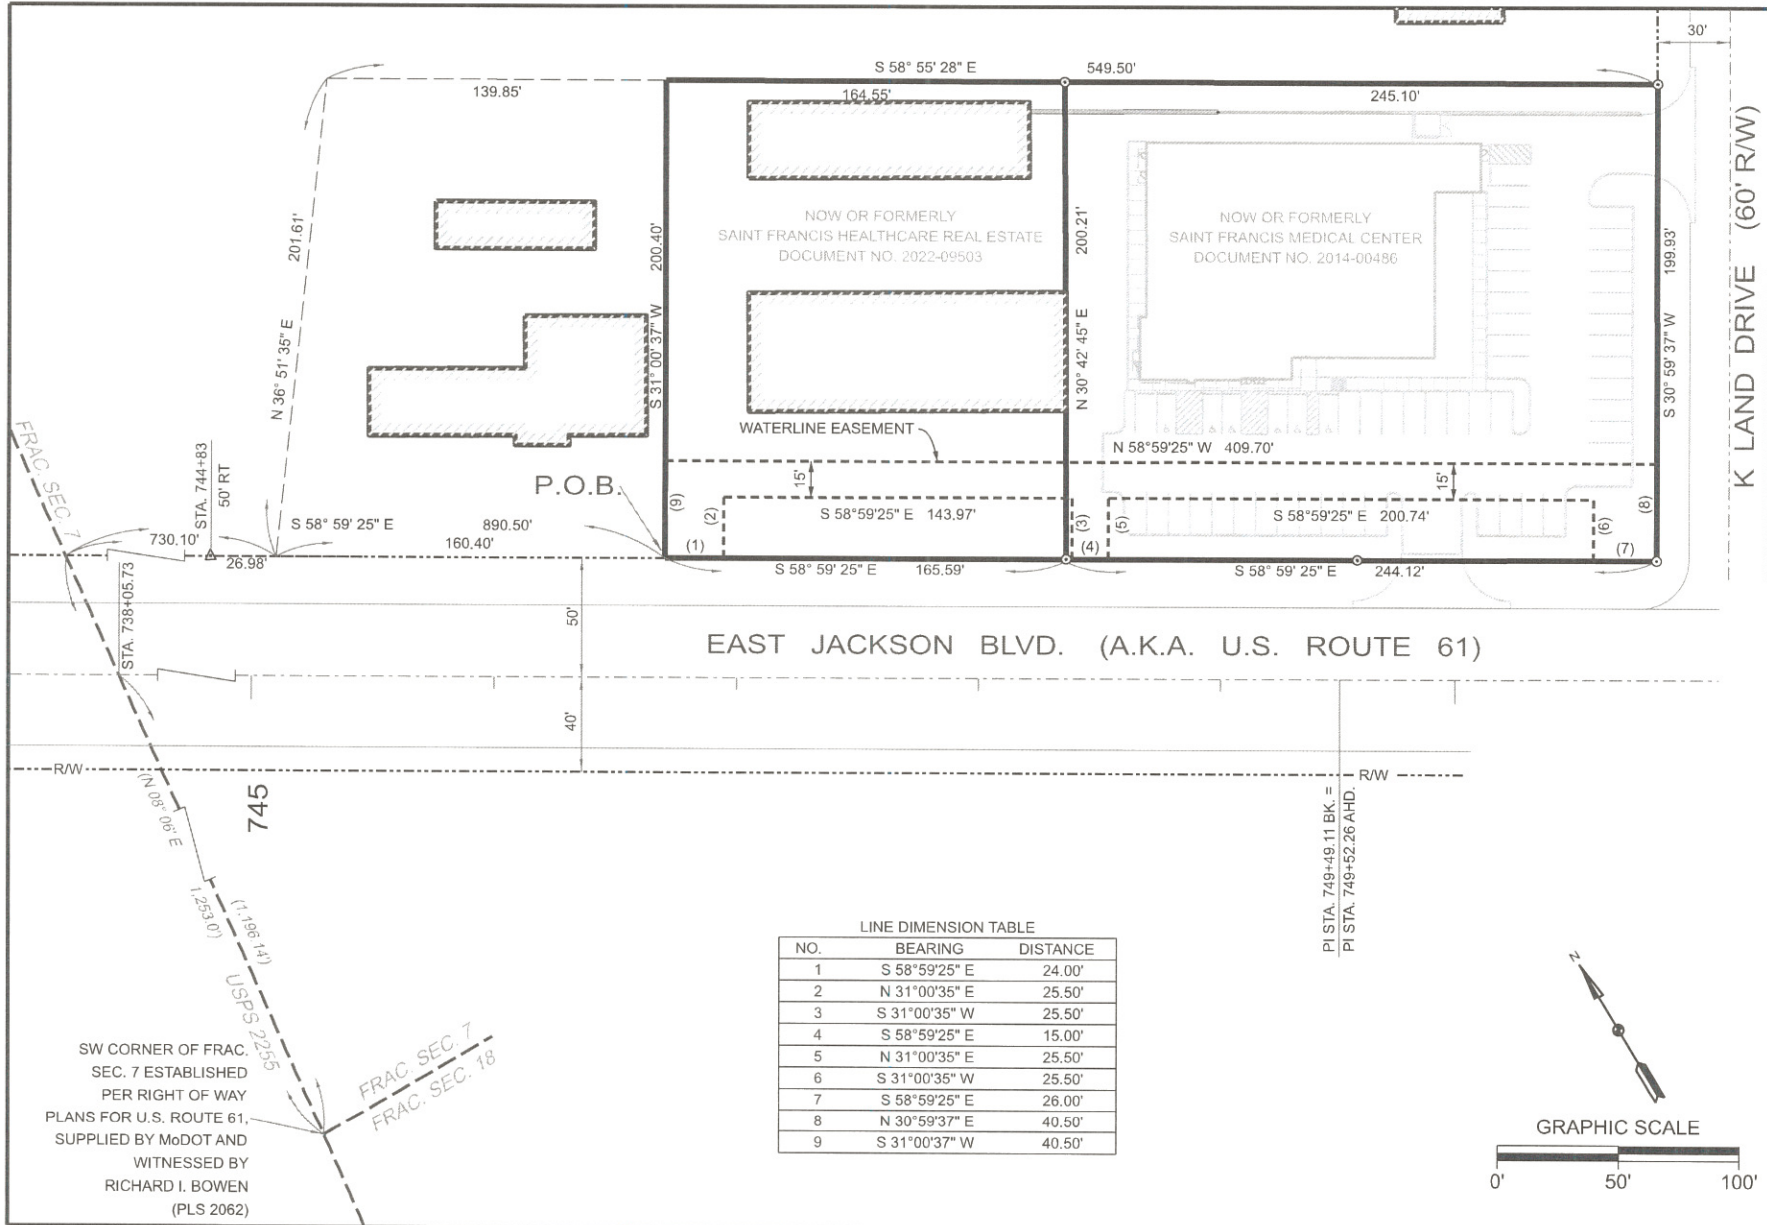 30'
S 58° 55' 28" E 549.50'
139.85'
164.55'
245.10'
K LAND DRIVE (60' R/W)
201.61'
N 36° 51' 35" E
200.40'
S 31° 00' 37" W
NOW OR FORMERLY
SAINT FRANCIS HEALTHCARE REAL ESTATE
DOCUMENT NO. 2022-09503
200.21'
N 30° 42' 45" E
NOW OR FORMERLY
SAINT FRANCIS MEDICAL CENTER
DOCUMENT NO. 2014-00486
199.93'
S 30° 59' 37" W
WATERLINE EASEMENT
N 58°59'25" W 409.70'
FRAC. SEC. 7
STA. 744+83
50' RT
P.O.B.
15'
15'
(9)
(2)
S 58°59'25" E 143.97'
(3)
(5)
S 58°59'25" E 200.74'
(6)
(8)
730.10'
S 58° 59' 25" E 890.50'
26.98'
160.40'
(1)
(4)
(7)
S 58° 59' 25" E 165.59'
S 58° 59' 25" E 244.12'
STA. 738+05.73
50'
EAST JACKSON BLVD. (A.K.A. U.S. ROUTE 61)
40'
R/W
R/W
(N 08° 06' E
745
1,253.0')
(1,196.14')
USPS 2255
PI STA. 749+49.11 BK. =
PI STA. 749+52.26 AHD.
LINE DIMENSION TABLE
NO. BEARING DISTANCE
1 S 58°59'25" E 24.00'
2 N 31°00'35" E 25.50'
3 S 31°00'35" W 25.50'
4 S 58°59'25" E 15.00'
5 N 31°00'35" E 25.50'
6 S 31°00'35" W 25.50'
7 S 58°59'25" E 26.00'
8 N 30°59'37" E 40.50'
9 S 31°00'37" W 40.50'
N
SW CORNER OF FRAC.
SEC. 7 ESTABLISHED
PER RIGHT OF WAY
PLANS FOR U.S. ROUTE 61,
SUPPLIED BY MoDOT AND
WITNESSED BY
RICHARD I. BOWEN
(PLS 2062)
FRAC. SEC. 7
FRAC. SEC. 18
GRAPHIC SCALE
0' 50' 100'